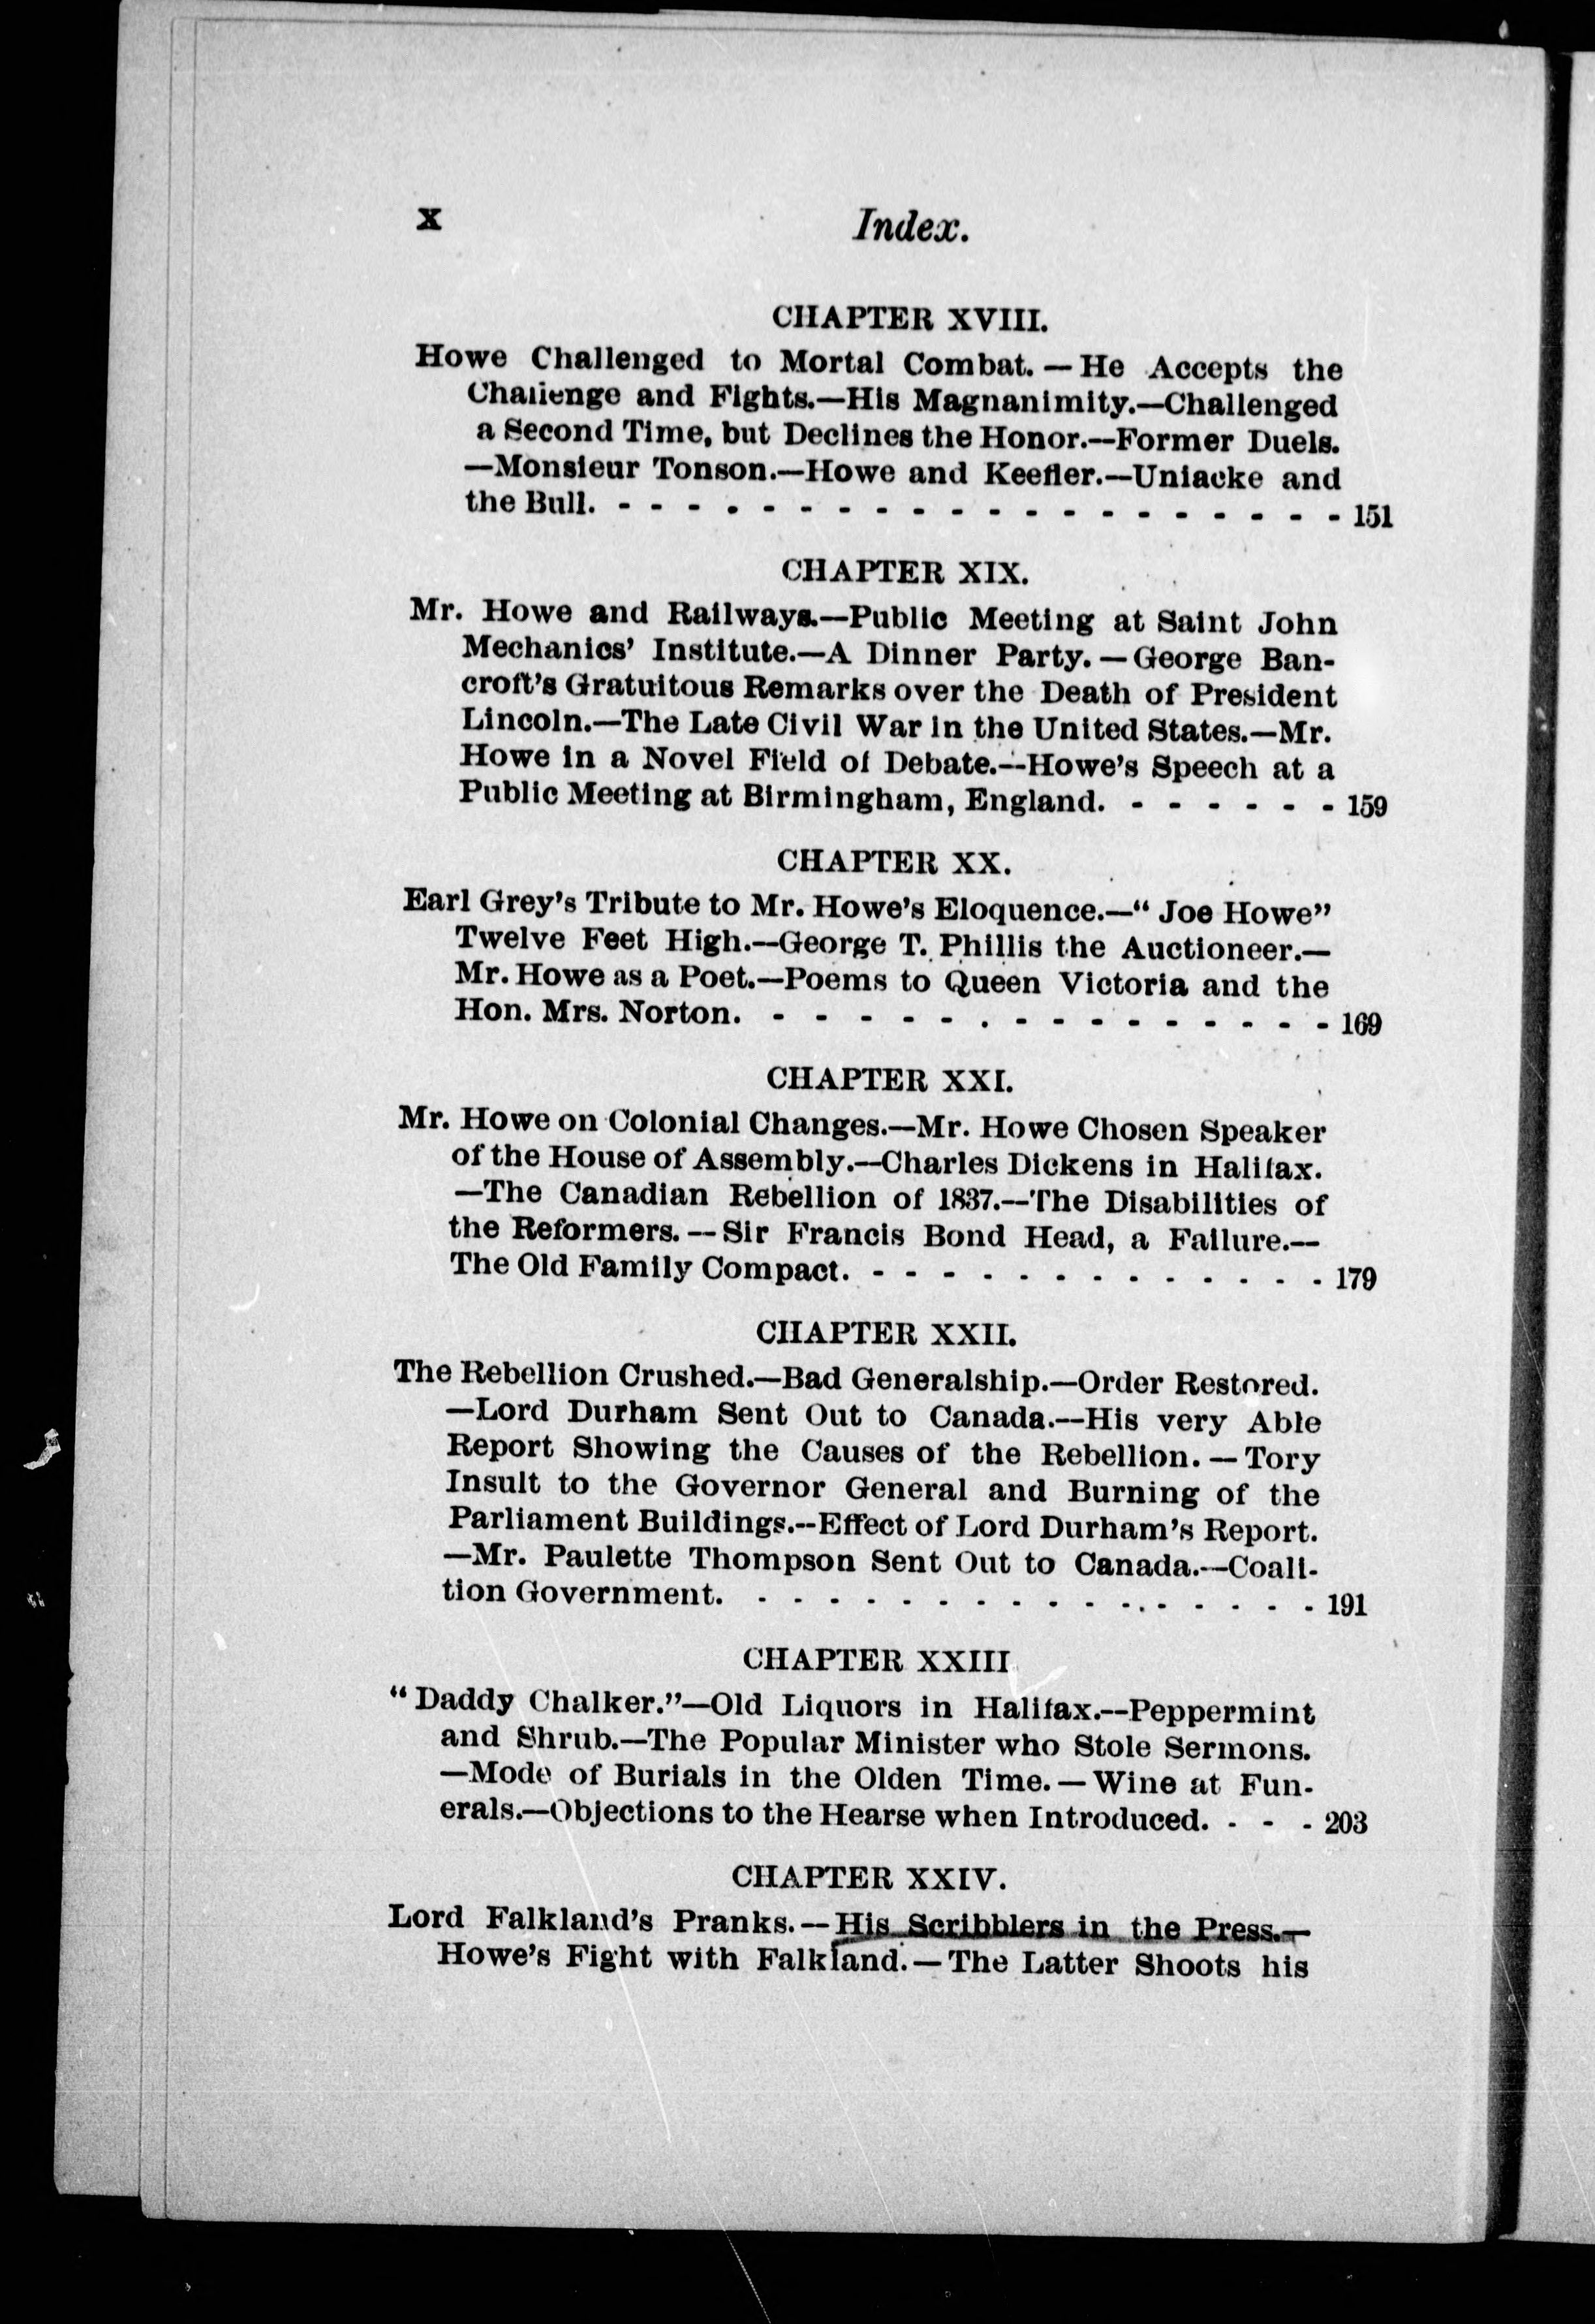 x
Index.
CHAPTER XVIII.
Howe Challenged to Mortal Combat. — He Accepts the
Challenge and Fights.—His Magnanimity.—Challenged
a Second Time, but Declines the Honor.—Former Duels.
—Monsieur Tonson.—Howe and Keefler.—Uniacke and
the Bull. - - - - - - - - - - - - - - - - - - - - 151
CHAPTER XIX.
Mr. Howe and Railways.—Public Meeting at Saint John
Mechanics' Institute.—A Dinner Party. — George Ban-
croft's Gratuitous Remarks over the Death of President
Lincoln.—The Late Civil War in the United States.—Mr.
Howe in a Novel Field of Debate.—Howe's Speech at a
Public Meeting at Birmingham, England. - - - - - - 159
CHAPTER XX.
Earl Grey's Tribute to Mr. Howe's Eloquence.—“ Joe Howe”
Twelve Feet High.—George T. Phillis the Auctioneer.—
Mr. Howe as a Poet.—Poems to Queen Victoria and the
Hon. Mrs. Norton. - - - - - - - - - - - - - - - 169
CHAPTER XXI.
Mr. Howe on Colonial Changes.—Mr. Howe Chosen Speaker
of the House of Assembly.—Charles Dickens in Halifax.
—The Canadian Rebellion of 1837.—The Disabilities of
the Reformers. — Sir Francis Bond Head, a Failure.—
The Old Family Compact. - - - - - - - - - - - - - 179
CHAPTER XXII.
The Rebellion Crushed.—Bad Generalship.—Order Restored.
—Lord Durham Sent Out to Canada.—His very Able
Report Showing the Causes of the Rebellion. — Tory
Insult to the Governor General and Burning of the
Parliament Buildings.--Effect of Lord Durham's Report.
—Mr. Paulette Thompson Sent Out to Canada.—Coali-
tion Government. - - - - - - - - - - - - - - - - 191
CHAPTER XXIII
“ Daddy Chalker.”—Old Liquors in Halifax.—Peppermint
and Shrub.—The Popular Minister who Stole Sermons.
—Mode of Burials in the Olden Time. — Wine at Fun-
erals.—Objections to the Hearse when Introduced. - - - 203
CHAPTER XXIV.
Lord Falkland's Pranks. — His Scribblers in the Press.—
Howe's Fight with Falkland. — The Latter Shoots his